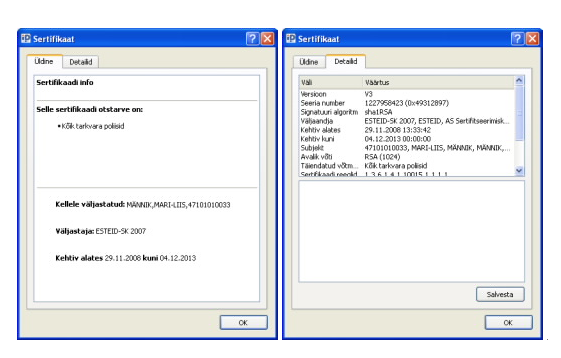 Sertifikaat
Üldine
Detailid
Sertifikaadi info
Selle sertifikaadi otstarve on:
•Kõik tarkvara poliisid
Kellele väljastatud: MÄNNIK,MARI-LIIS,47101010033
Väljastaja: ESTEID-SK 2007
Kehtiv alates 29.11.2008 kuni 04.12.2013
OK
Sertifikaat
Üldine
Detailid
Väli Väärtus
Versioon V3
Seeria number 1227958423 (0x49312897)
Signatuuri algoritm sha1RSA
Väljaandja ESTEID-SK 2007, ESTEID, AS Sertifitseerimisk...
Kehtiv alates 29.11.2008 13:33:42
Kehtiv kuni 04.12.2013 00:00:00
Subjekt 47101010033, MARI-LIIS, MÄNNIK, MÄNNIK,...
Avalik võti RSA (1024)
Täiendatud võtm... Kõik tarkvara poliisid
Sertifikaadi reeglid 1.3.6.1.4.1.10015.1.1.1.1
Salvesta
OK